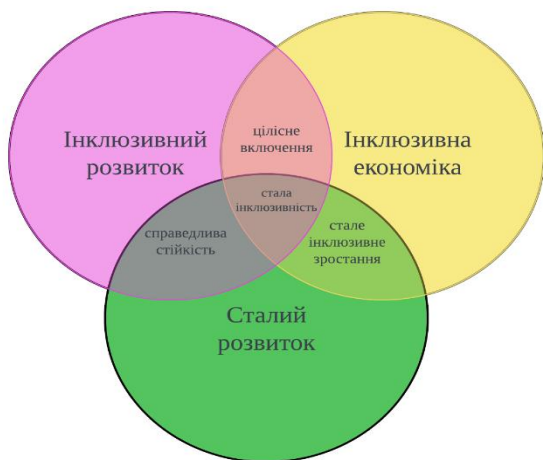 цілісне
включення
Інклюзивний
розвиток
Інклюзивна
економіка
стала
інклюзивність
справедлива
стійкість
стале
інклюзивне
зростання
Сталий
розвиток